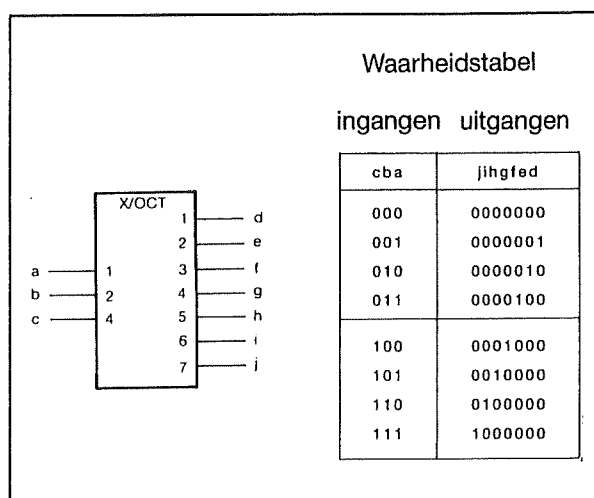 Waarheidstabel
ingangen uitgangen
cba jihgfed
000 0000000
001 0000001
010 0000010
011 0000100
100 0001000
101 0010000
110 0100000
111 1000000
X/OCT
1 d
2 e
a 1 3 f
b 2 4 g
c 4 5 h
6 i
7 j